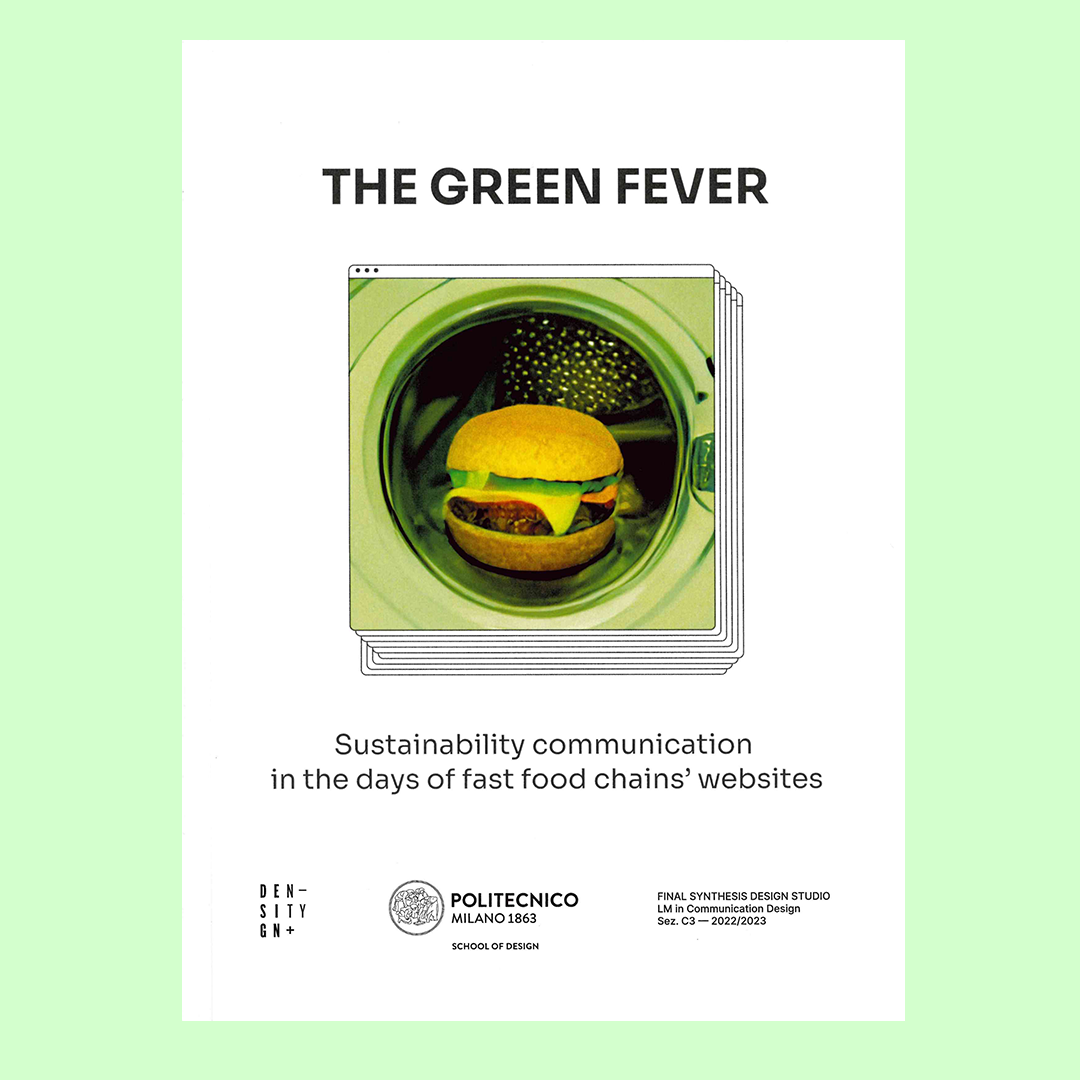 THE GREEN FEVER
Sustainability communication
in the days of fast food chains’ websites
DEN–
SITY
GN+
POLITECNICO
MILANO 1863
SCHOOL OF DESIGN
FINAL SYNTHESIS DESIGN STUDIO
LM in Communication Design
Sez. C3 — 2022/2023